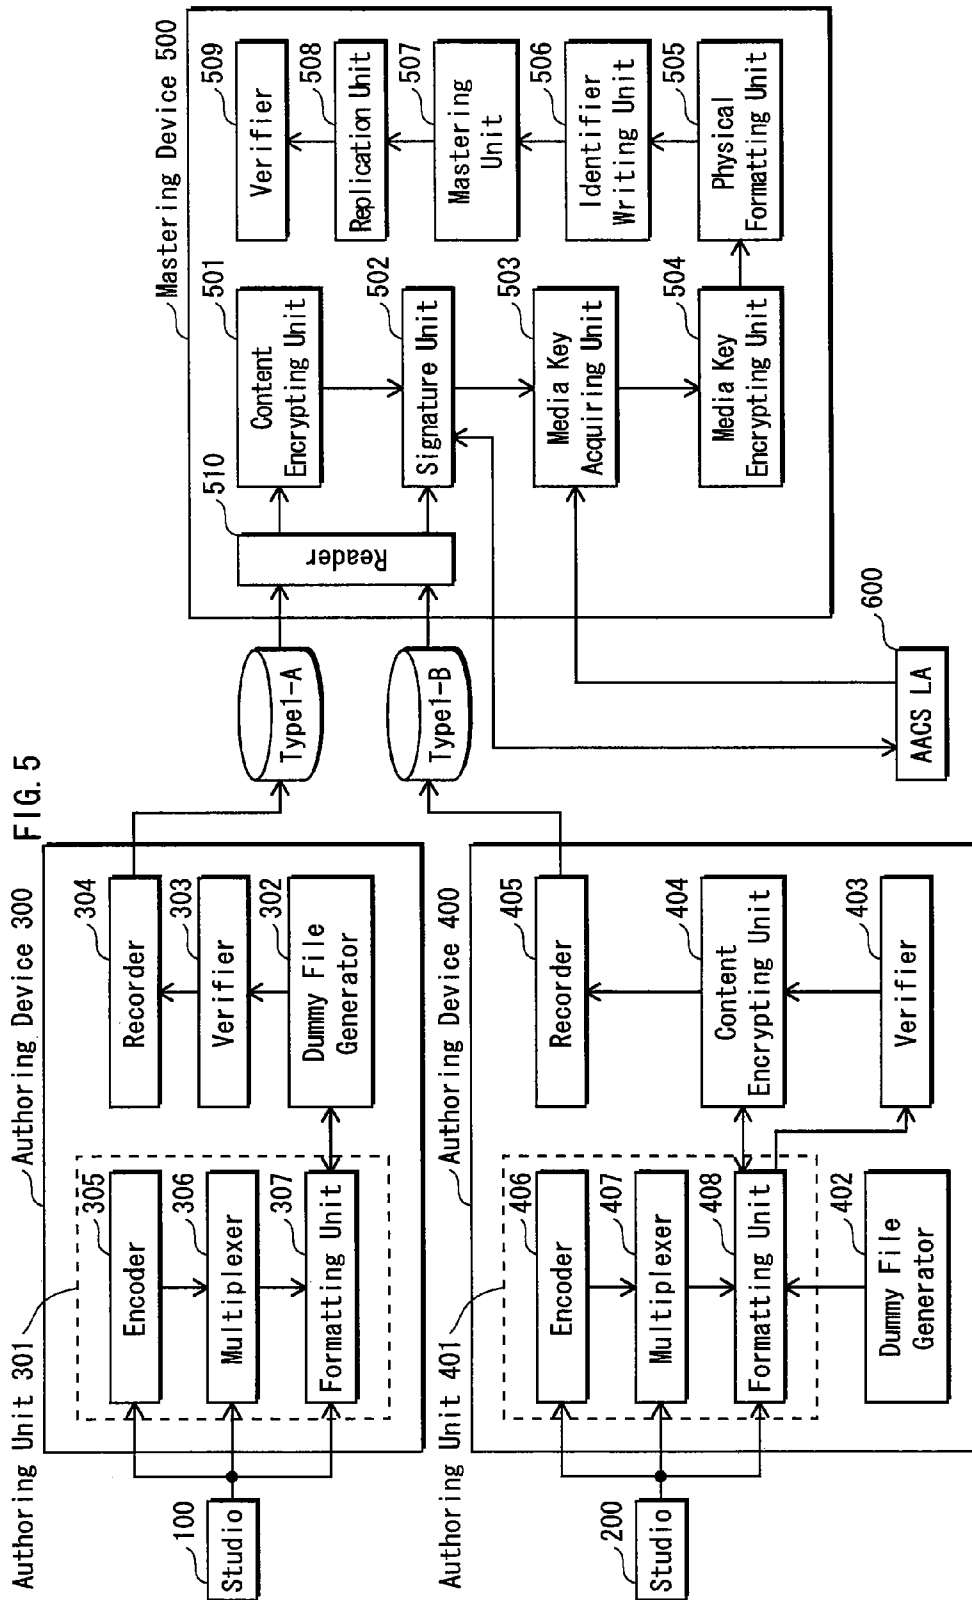 FIG. 5
Authoring Unit 301
Authoring Device 300
100
Studio
305
Encoder
306
Multiplexer
307
Formatting Unit
304
Recorder
303
Verifier
302
Dummy File
Generator
Type1-A
Authoring Unit 401
Authoring Device 400
200
Studio
406
Encoder
407
Multiplexer
408
Formatting Unit
402
Dummy File
Generator
405
Recorder
404
Content
Encrypting Unit
403
Verifier
Type1-B
Mastering Device 500
510
Reader
501
Content
Encrypting Unit
502
Signature Unit
503
Media Key
Acquiring Unit
504
Media Key
Encrypting Unit
509
Verifier
508
Replication Unit
507
Mastering
Unit
506
Identifier
Writing Unit
505
Physical
Formatting Unit
600
AACS LA